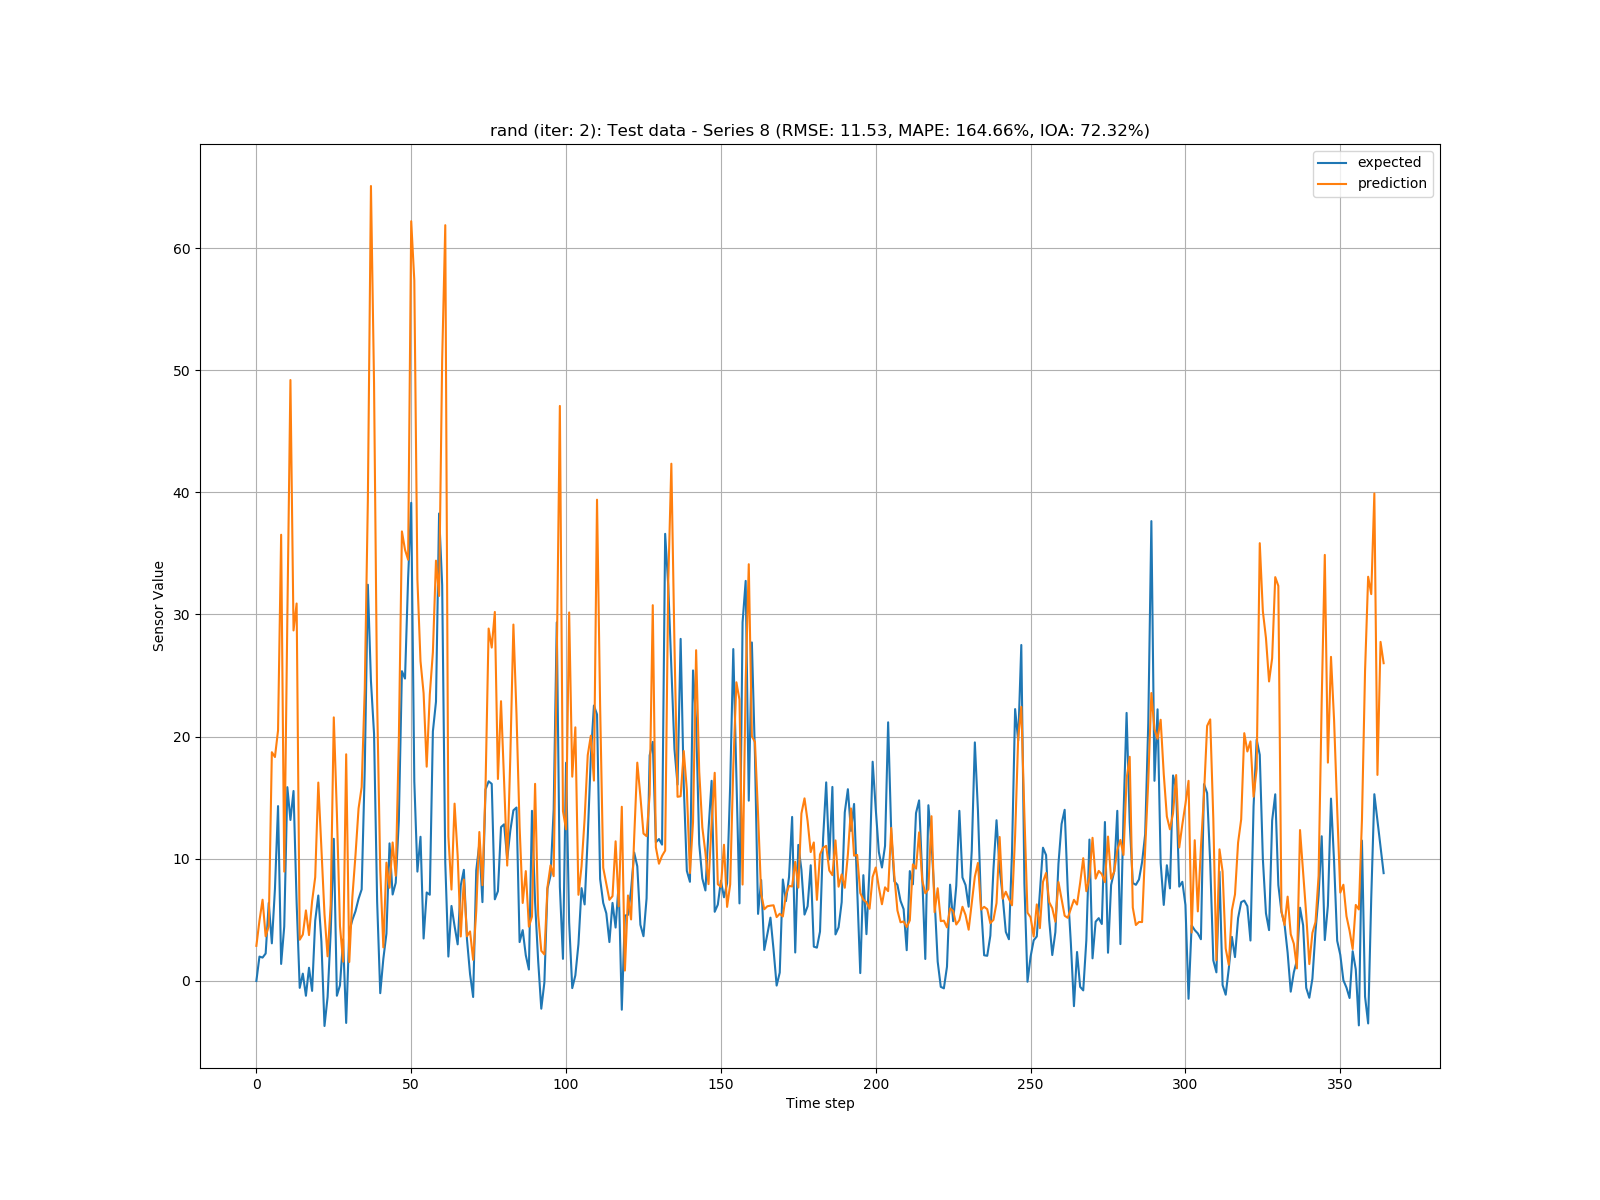 rand (iter: 2): Test data - Series 8 (RMSE: 11.53, MAPE: 164.66%, IOA: 72.32%)
expected
prediction
60
50
40
30
20
10
0
Sensor Value
0 50 100 150 200 250 300 350
Time step